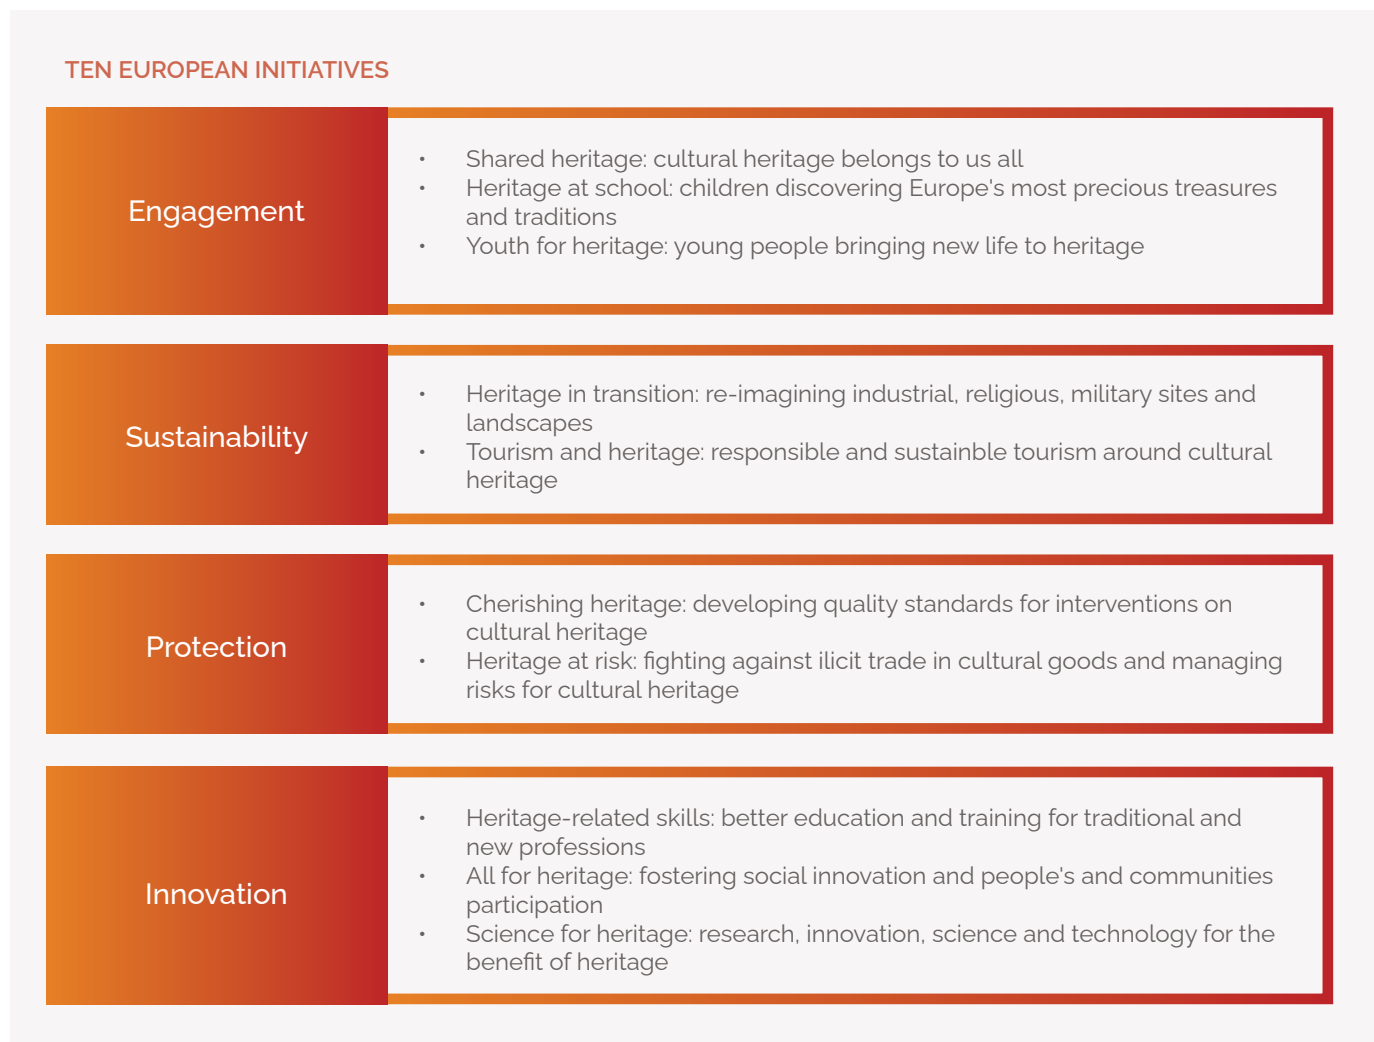 TEN EUROPEAN INITIATIVES
Engagement
• Shared heritage: cultural heritage belongs to us all
• Heritage at school: children discovering Europe's most precious treasures
and traditions
• Youth for heritage: young people bringing new life to heritage
Sustainability
• Heritage in transition: re-imagining industrial, religious, military sites and
landscapes
• Tourism and heritage: responsible and sustainble tourism around cultural
heritage
Protection
• Cherishing heritage: developing quality standards for interventions on
cultural heritage
• Heritage at risk: fighting against ilicit trade in cultural goods and managing
risks for cultural heritage
Innovation
• Heritage-related skills: better education and training for traditional and
new professions
• All for heritage: fostering social innovation and people's and communities
participation
• Science for heritage: research, innovation, science and technology for the
benefit of heritage